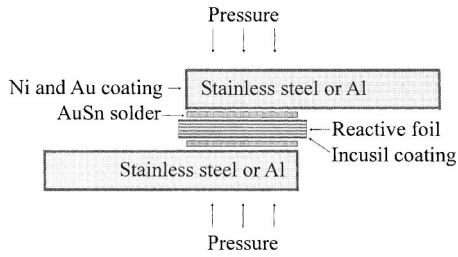 Pressure
Stainless steel or Al
Ni and Au coating
AuSn solder
Reactive foil
Incusil coating
Stainless steel or Al
Pressure